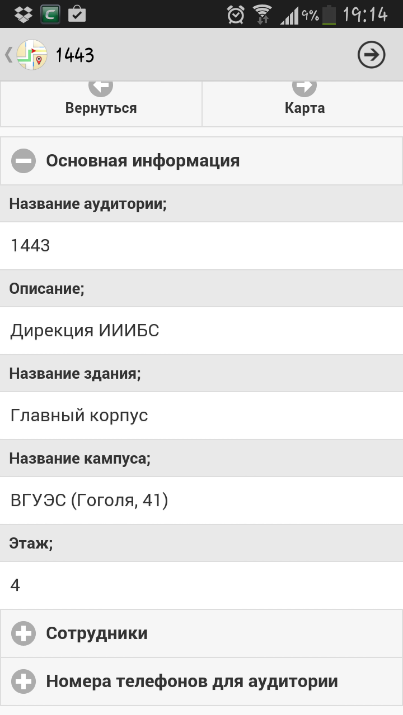 9% 19:14
1443
Вернуться Карта
Основная информация
Название аудитории;
1443
Описание;
Дирекция ИИИБС
Название здания;
Главный корпус
Название кампуса;
ВГУЭС (Гоголя, 41)
Этаж;
4
Сотрудники
Номера телефонов для аудитории